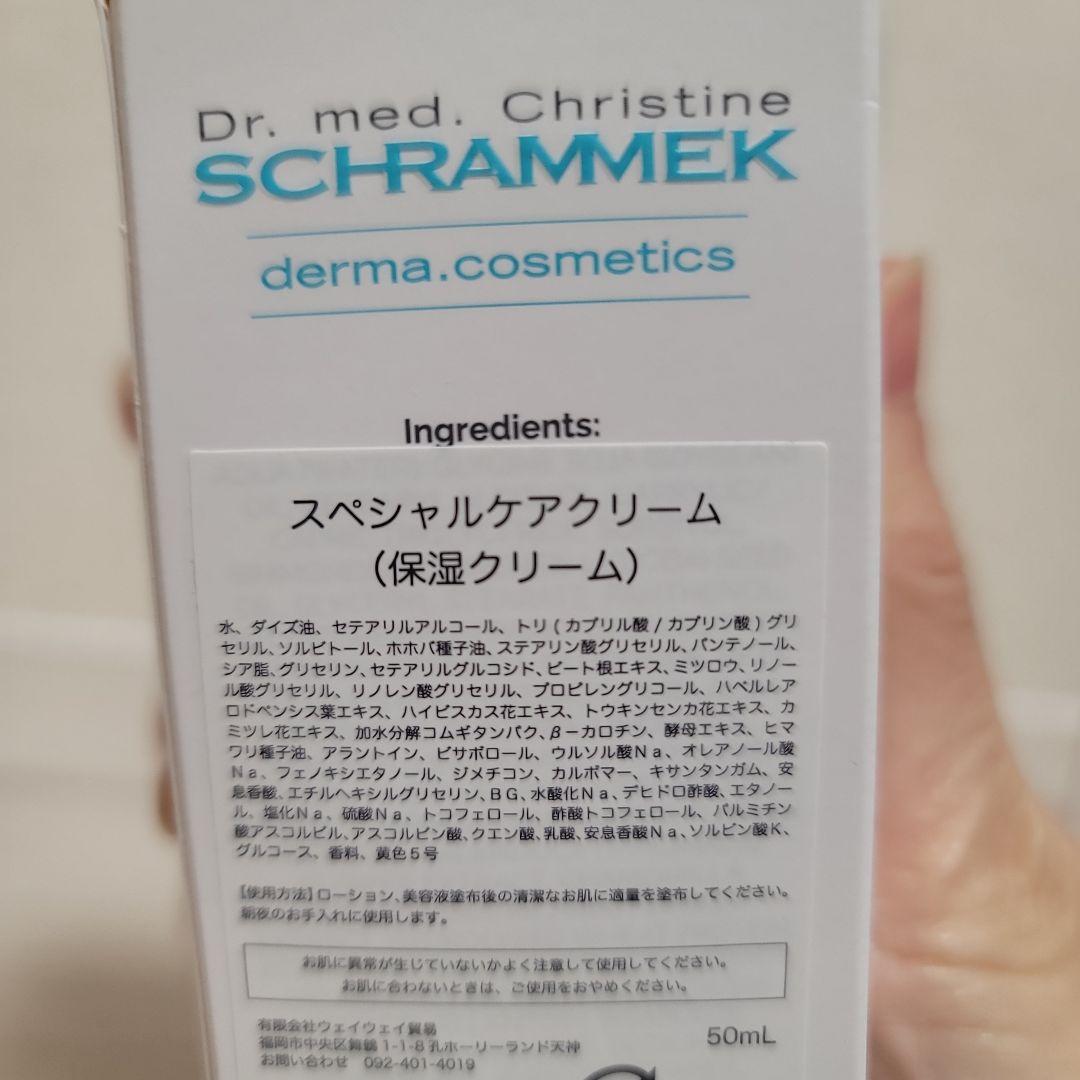 Dr. med. Christine
SCHRAMMEK
derma.cosmetics
Ingredients:
スペシャルケアクリーム
(保湿クリーム)
水、ダイズ油、セテアリルアルコール、トリ(カプリル酸/カプリン酸)グリ
セリル、ソルビトール、ホホバ種子油、ステアリン酸グリセリル、パンテノール、
シア脂、グリセリン、セテアリルグルコシド、ビート根エキス、ミツロウ、リノー
ル酸グリセリル、リノレン酸グリセリル、プロピレングリコール、ハベルレア
ロドペンシス葉エキス、ハイビスカス花エキス、トウキンセンカ花エキス、カ
ミツレ花エキス、加水分解コムギタンパク、β－カロチン、酵母エキス、ヒマ
ワリ種子油、アラントイン、ビサボロール、ウルソル酸Na、オレアノール酸
Na、フェノキシエタノール、ジメチコン、カルボマー、キサンタンガム、安
息香酸、エチルヘキシルグリセリン、BG、水酸化Na、デヒドロ酢酸、エタノー
ル、塩化Na、硫酸Na、トコフェロール、酢酸トコフェロール、パルミチン
酸アスコルビル、アスコルビン酸、クエン酸、乳酸、安息香酸Na、ソルビン酸K、
グルコース、香料、黄色5号
【使用方法】ローション、美容液塗布後の清潔なお肌に適量を塗布してください。
朝夜のお手入れに使用します。
お肌に異常が生じていないかよく注意して使用してください。
お肌に合わないときは、ご使用をおやめください。
有限会社ウェイウェイ貿易
福岡市中央区舞鶴1-1-8孔ホーリーランド天神
お問い合わせ 092-401-4019
50mL